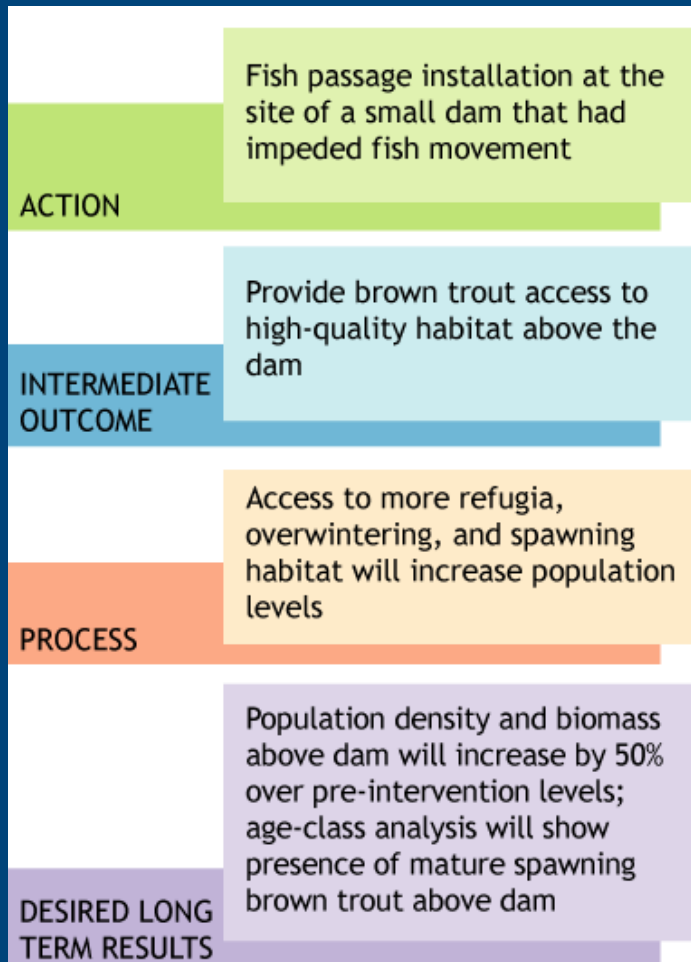 Fish passage installation at the
site of a small dam that had
impeded fish movement
ACTION
Provide brown trout access to
high-quality habitat above the
dam
INTERMEDIATE
OUTCOME
Access to more refugia,
overwintering, and spawning
habitat will increase population
levels
PROCESS
Population density and biomass
above dam will increase by 50%
over pre-intervention levels;
age-class analysis will show
presence of mature spawning
brown trout above dam
DESIRED LONG
TERM RESULTS